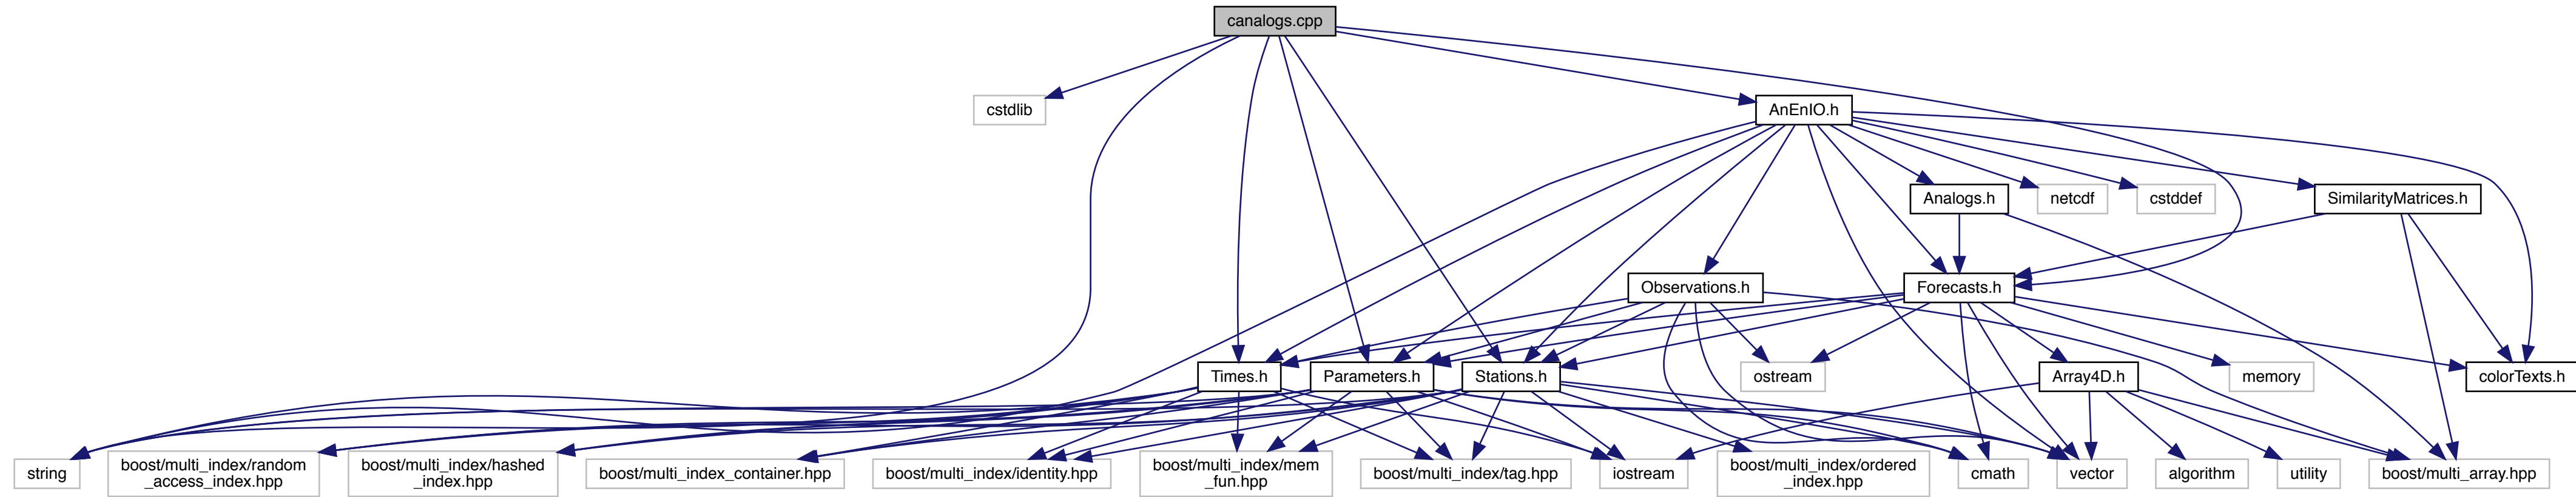 canalogs.cpp
cstdlib
AnEnIO.h
Analogs.h
netcdf
cstddef
SimilarityMatrices.h
Observations.h
Forecasts.h
Times.h
Parameters.h
Stations.h
ostream
Array4D.h
memory
colorTexts.h
string
boost/multi_index/random
_access_index.hpp
boost/multi_index/hashed
_index.hpp
boost/multi_index_container.hpp
boost/multi_index/identity.hpp
boost/multi_index/mem
_fun.hpp
boost/multi_index/tag.hpp
iostream
boost/multi_index/ordered
_index.hpp
cmath
vector
algorithm
utility
boost/multi_array.hpp